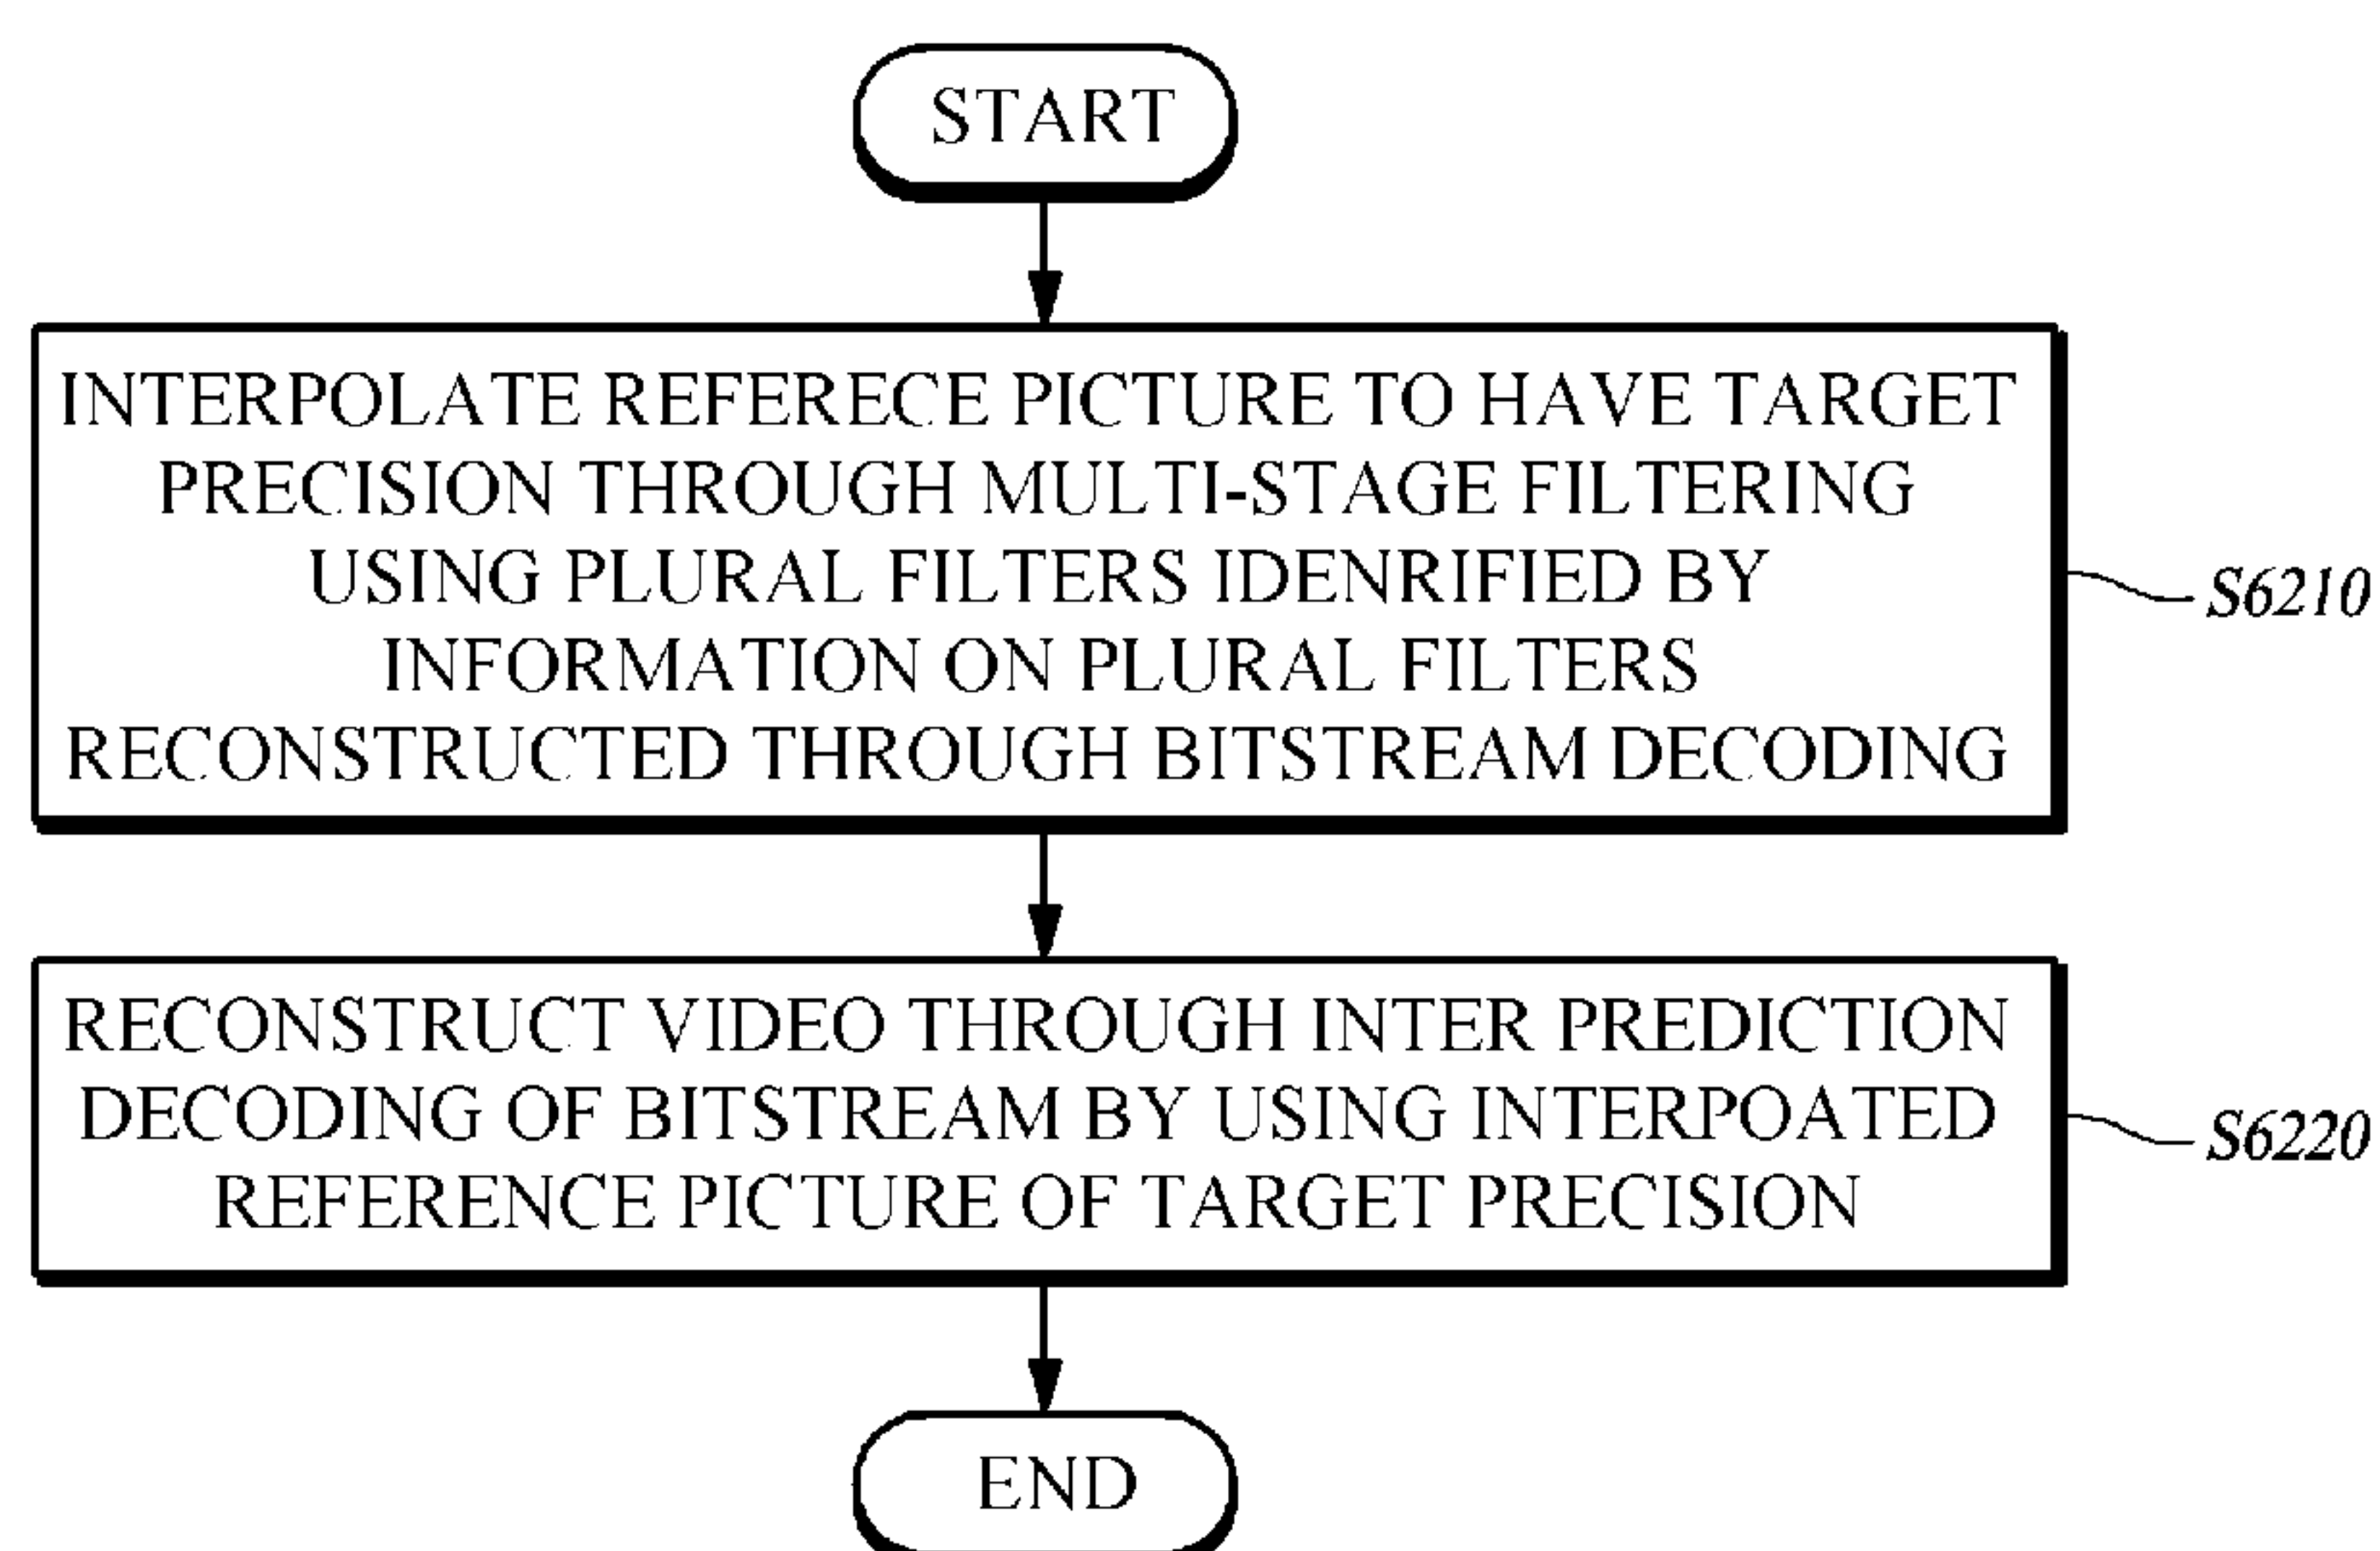 START
INTERPOLATE REFERECE PICTURE TO HAVE TARGET
PRECISION THROUGH MULTI-STAGE FILTERING
USING PLURAL FILTERS IDENRIFIED BY
INFORMATION ON PLURAL FILTERS
RECONSTRUCTED THROUGH BITSTREAM DECODING
S6210
RECONSTRUCT VIDEO THROUGH INTER PREDICTION
DECODING OF BITSTREAM BY USING INTERPOATED
REFERENCE PICTURE OF TARGET PRECISION
S6220
END